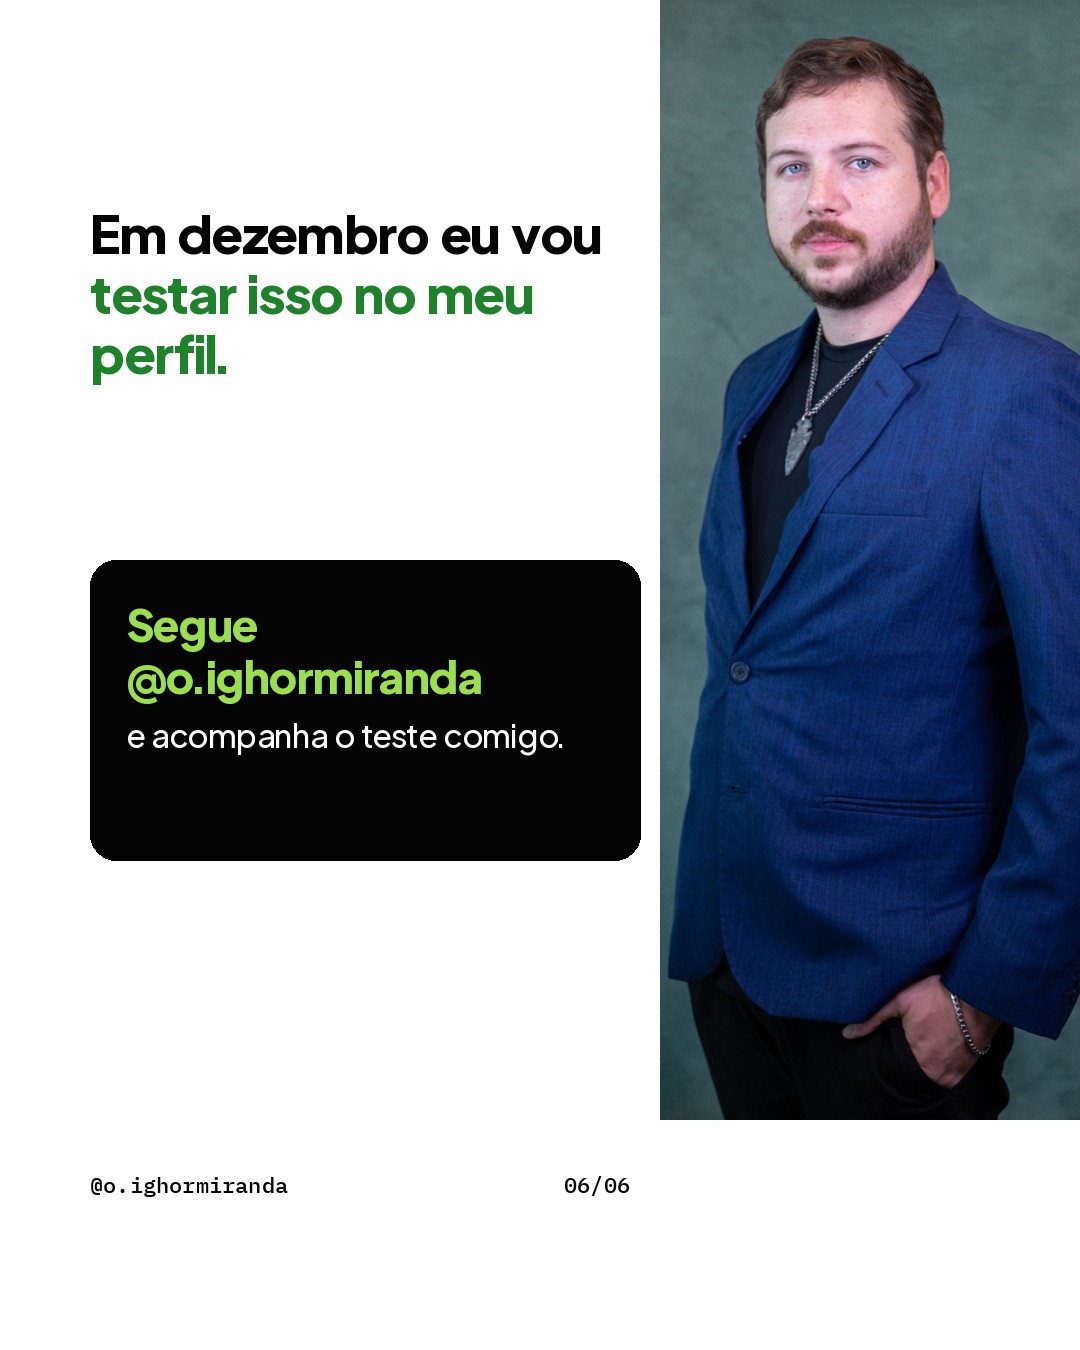 Em dezembro eu vou
testar isso no meu
perfil.
Segue
@o.ighormiranda
e acompanha o teste comigo.
@o.ighormiranda
06/06